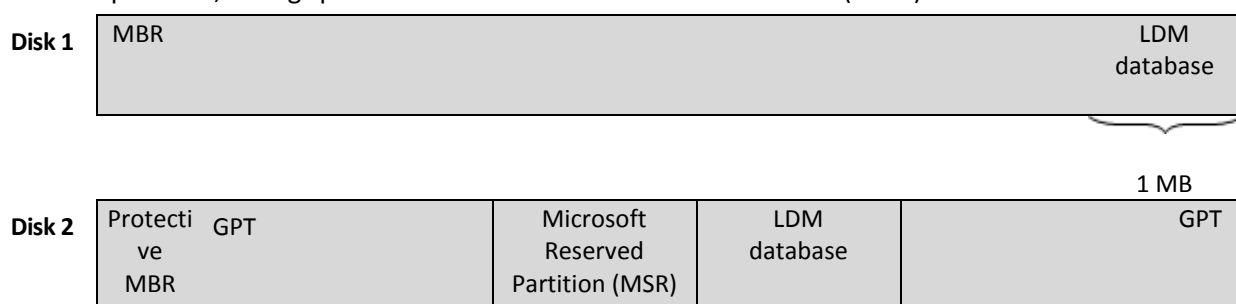 Disk 1
MBR
LDM
database
1 MB
Disk 2
Protecti
ve
MBR
GPT
Microsoft
Reserved
Partition (MSR)
LDM
database
GPT